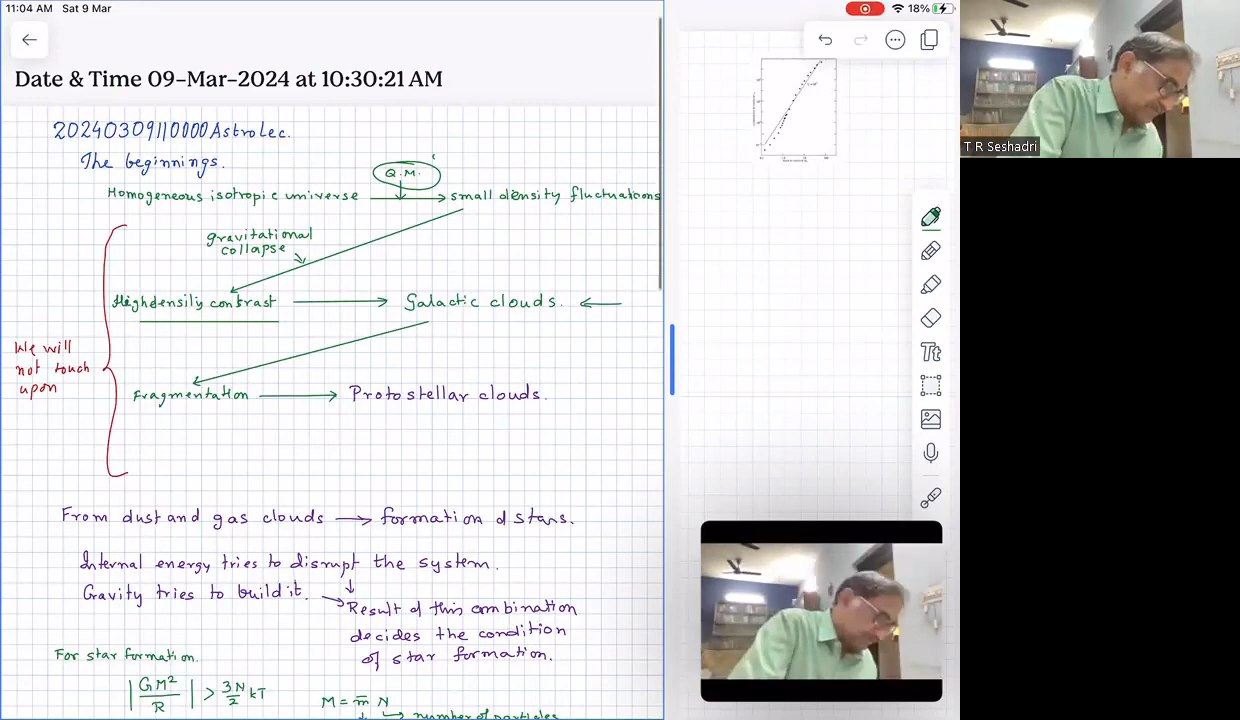 11:04 AM Sat 9 Mar
18%
Date & Time 09-Mar-2024 at 10:30:21 AM
20240309110000AstroLec.
The beginnings.
Q.M.
Homogeneous isotropic universe → small density fluctuations
gravitational
collapse
High density contrast → Galactic clouds. ←
We will
not touch
upon
Fragmentation → Protostellar clouds.
From dust and gas clouds → formation of stars.
Internal energy tries to disrupt the system.
Gravity tries to build it. → Result of this combination
decides the condition
of star formation.
For star formation.
|GM²/R| > 3N/2 kT
M = m̅ N
↳ number of particles
Tt
T R Seshadri